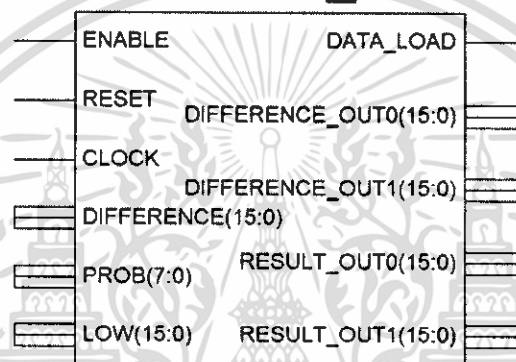 ENABLE
DATA_LOAD
RESET
DIFFERENCE_OUT0(15:0)
CLOCK
DIFFERENCE_OUT1(15:0)
DIFFERENCE(15:0)
RESULT_OUT0(15:0)
PROB(7:0)
LOW(15:0)
RESULT_OUT1(15:0)